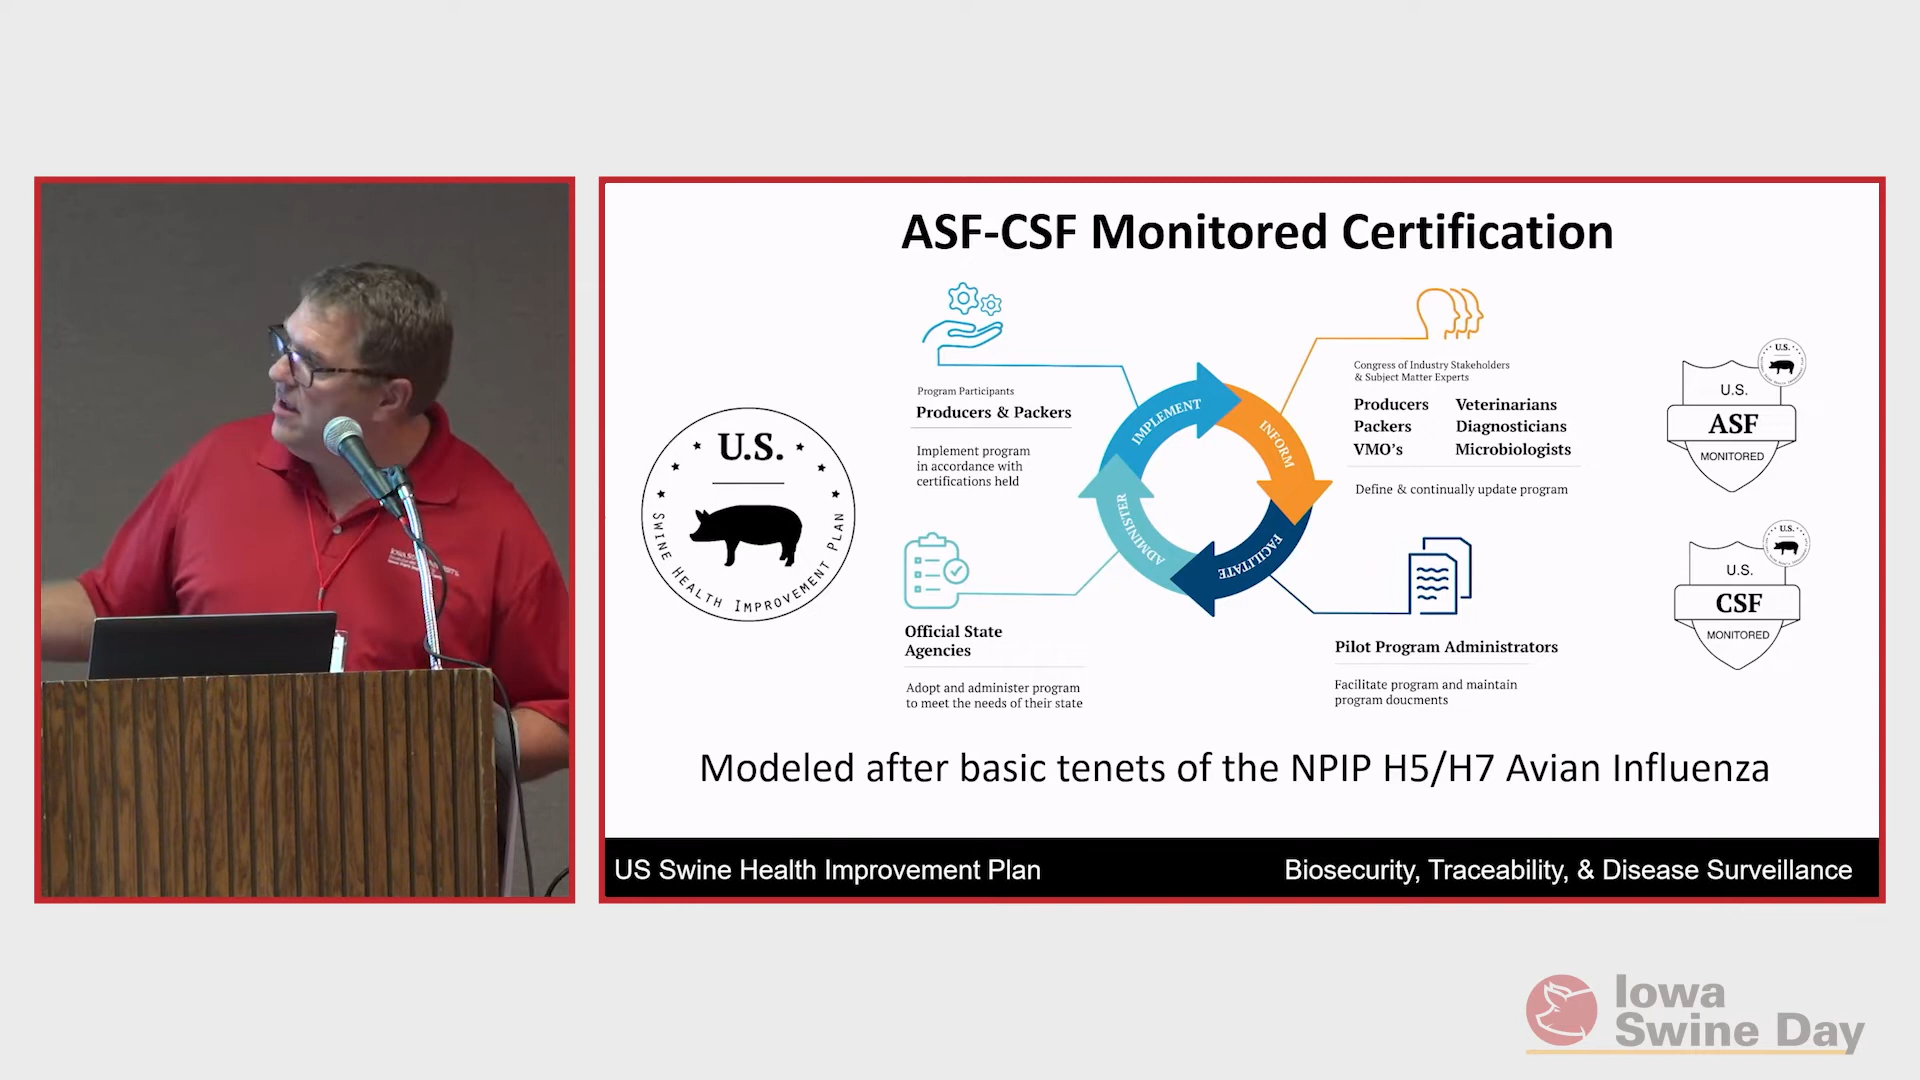 ASF-CSF Monitored Certification
U.S.
SWINE HEALTH IMPROVEMENT PLAN
Program Participants
Producers & Packers
Implement program
in accordance with
certifications held
Congress of Industry Stakeholders
& Subject Matter Experts
Producers Veterinarians
Packers Diagnosticians
VMO's Microbiologists
Define & continually update program
IMPLEMENT
INFORM
FACILITATE
ADMINISTER
Official State
Agencies
Adopt and administer program
to meet the needs of their state
Pilot Program Administrators
Facilitate program and maintain
program doucments
U.S.
U.S.
ASF
MONITORED
U.S.
U.S.
CSF
MONITORED
Modeled after basic tenets of the NPIP H5/H7 Avian Influenza
US Swine Health Improvement Plan
Biosecurity, Traceability, & Disease Surveillance
Iowa
Swine Day